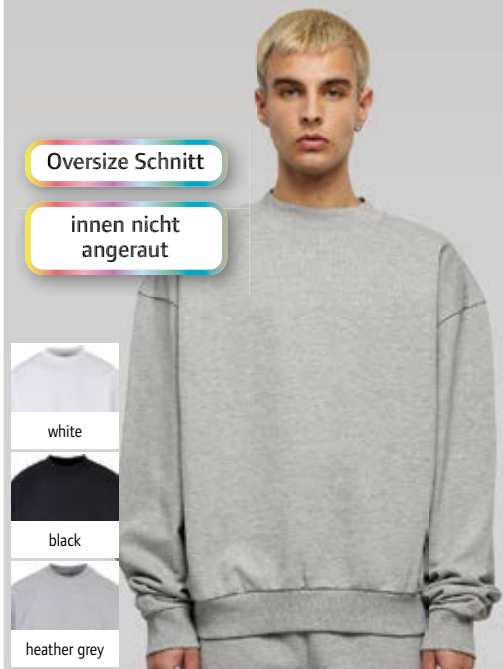 Oversize Schnitt
innen nicht
angeraut
white
black
heather grey